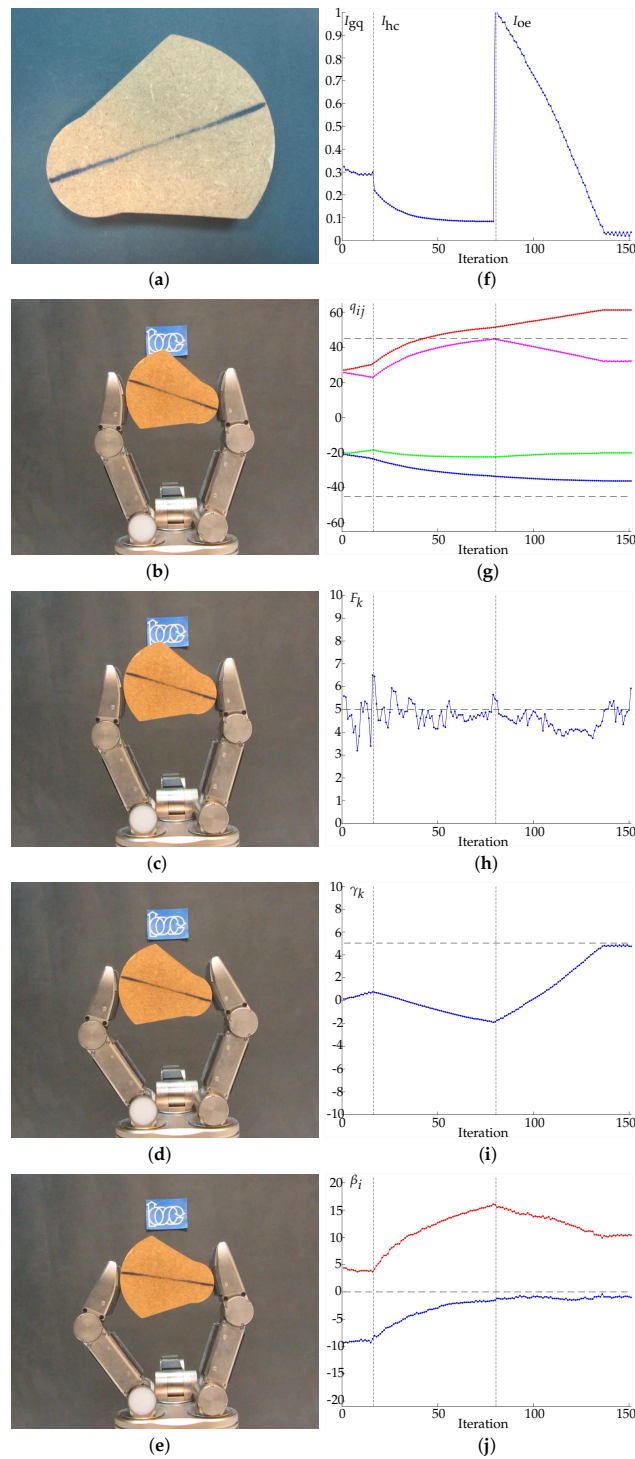 (a)
I_gq I_hc I_oe
1
0.9
0.8
0.7
0.6
0.5
0.4
0.3
0.2
0.1
0
0 50 100 150
Iteration
(f)
(b)
q_ij
60
40
20
0
-20
-40
-60
0 50 100 150
Iteration
(g)
(c)
F_k
10
9
8
7
6
5
4
3
2
1
0
0 50 100 150
Iteration
(h)
(d)
γ_k
10
8
6
4
2
0
-2
-4
-6
-8
-10
0 50 100 150
Iteration
(i)
(e)
β_i
20
15
10
5
0
-5
-10
-15
-20
0 50 100 150
Iteration
(j)